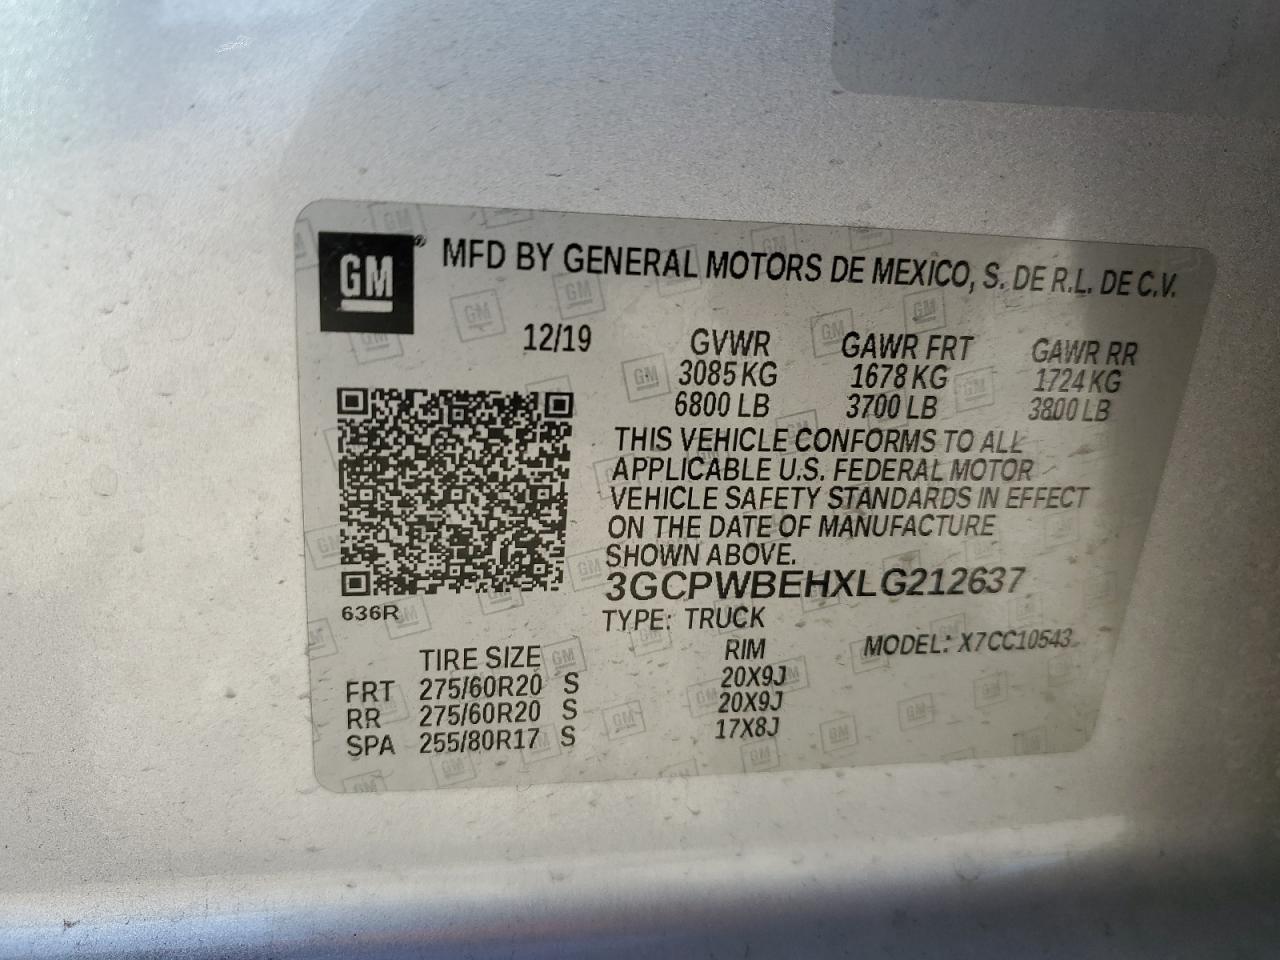 GM® MFD BY GENERAL MOTORS DE MEXICO, S. DE R.L. DE C.V.
12/19 GVWR GAWR FRT GAWR RR
3085 KG 1678 KG 1724 KG
6800 LB 3700 LB 3800 LB
THIS VEHICLE CONFORMS TO ALL
APPLICABLE U.S. FEDERAL MOTOR
VEHICLE SAFETY STANDARDS IN EFFECT
ON THE DATE OF MANUFACTURE
SHOWN ABOVE.
3GCPWBEHXLG212637
636R
TYPE: TRUCK
TIRE SIZE RIM MODEL: X7CC10543
FRT 275/60R20 S 20X9J
RR 275/60R20 S 20X9J
SPA 255/80R17 S 17X8J